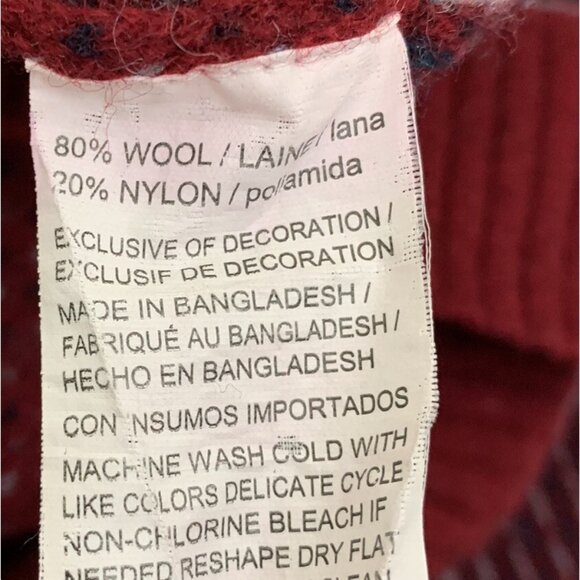 80% WOOL / LAINE / lana
20% NYLON / poliamida
EXCLUSIVE OF DECORATION /
EXCLUSIF DE DECORATION
MADE IN BANGLADESH /
FABRIQUÉ AU BANGLADESH /
HECHO EN BANGLADESH
CON INSUMOS IMPORTADOS
MACHINE WASH COLD WITH
LIKE COLORS DELICATE CYCLE
NON-CHLORINE BLEACH IF
NEEDED RESHAPE DRY FLAT
CLEAN